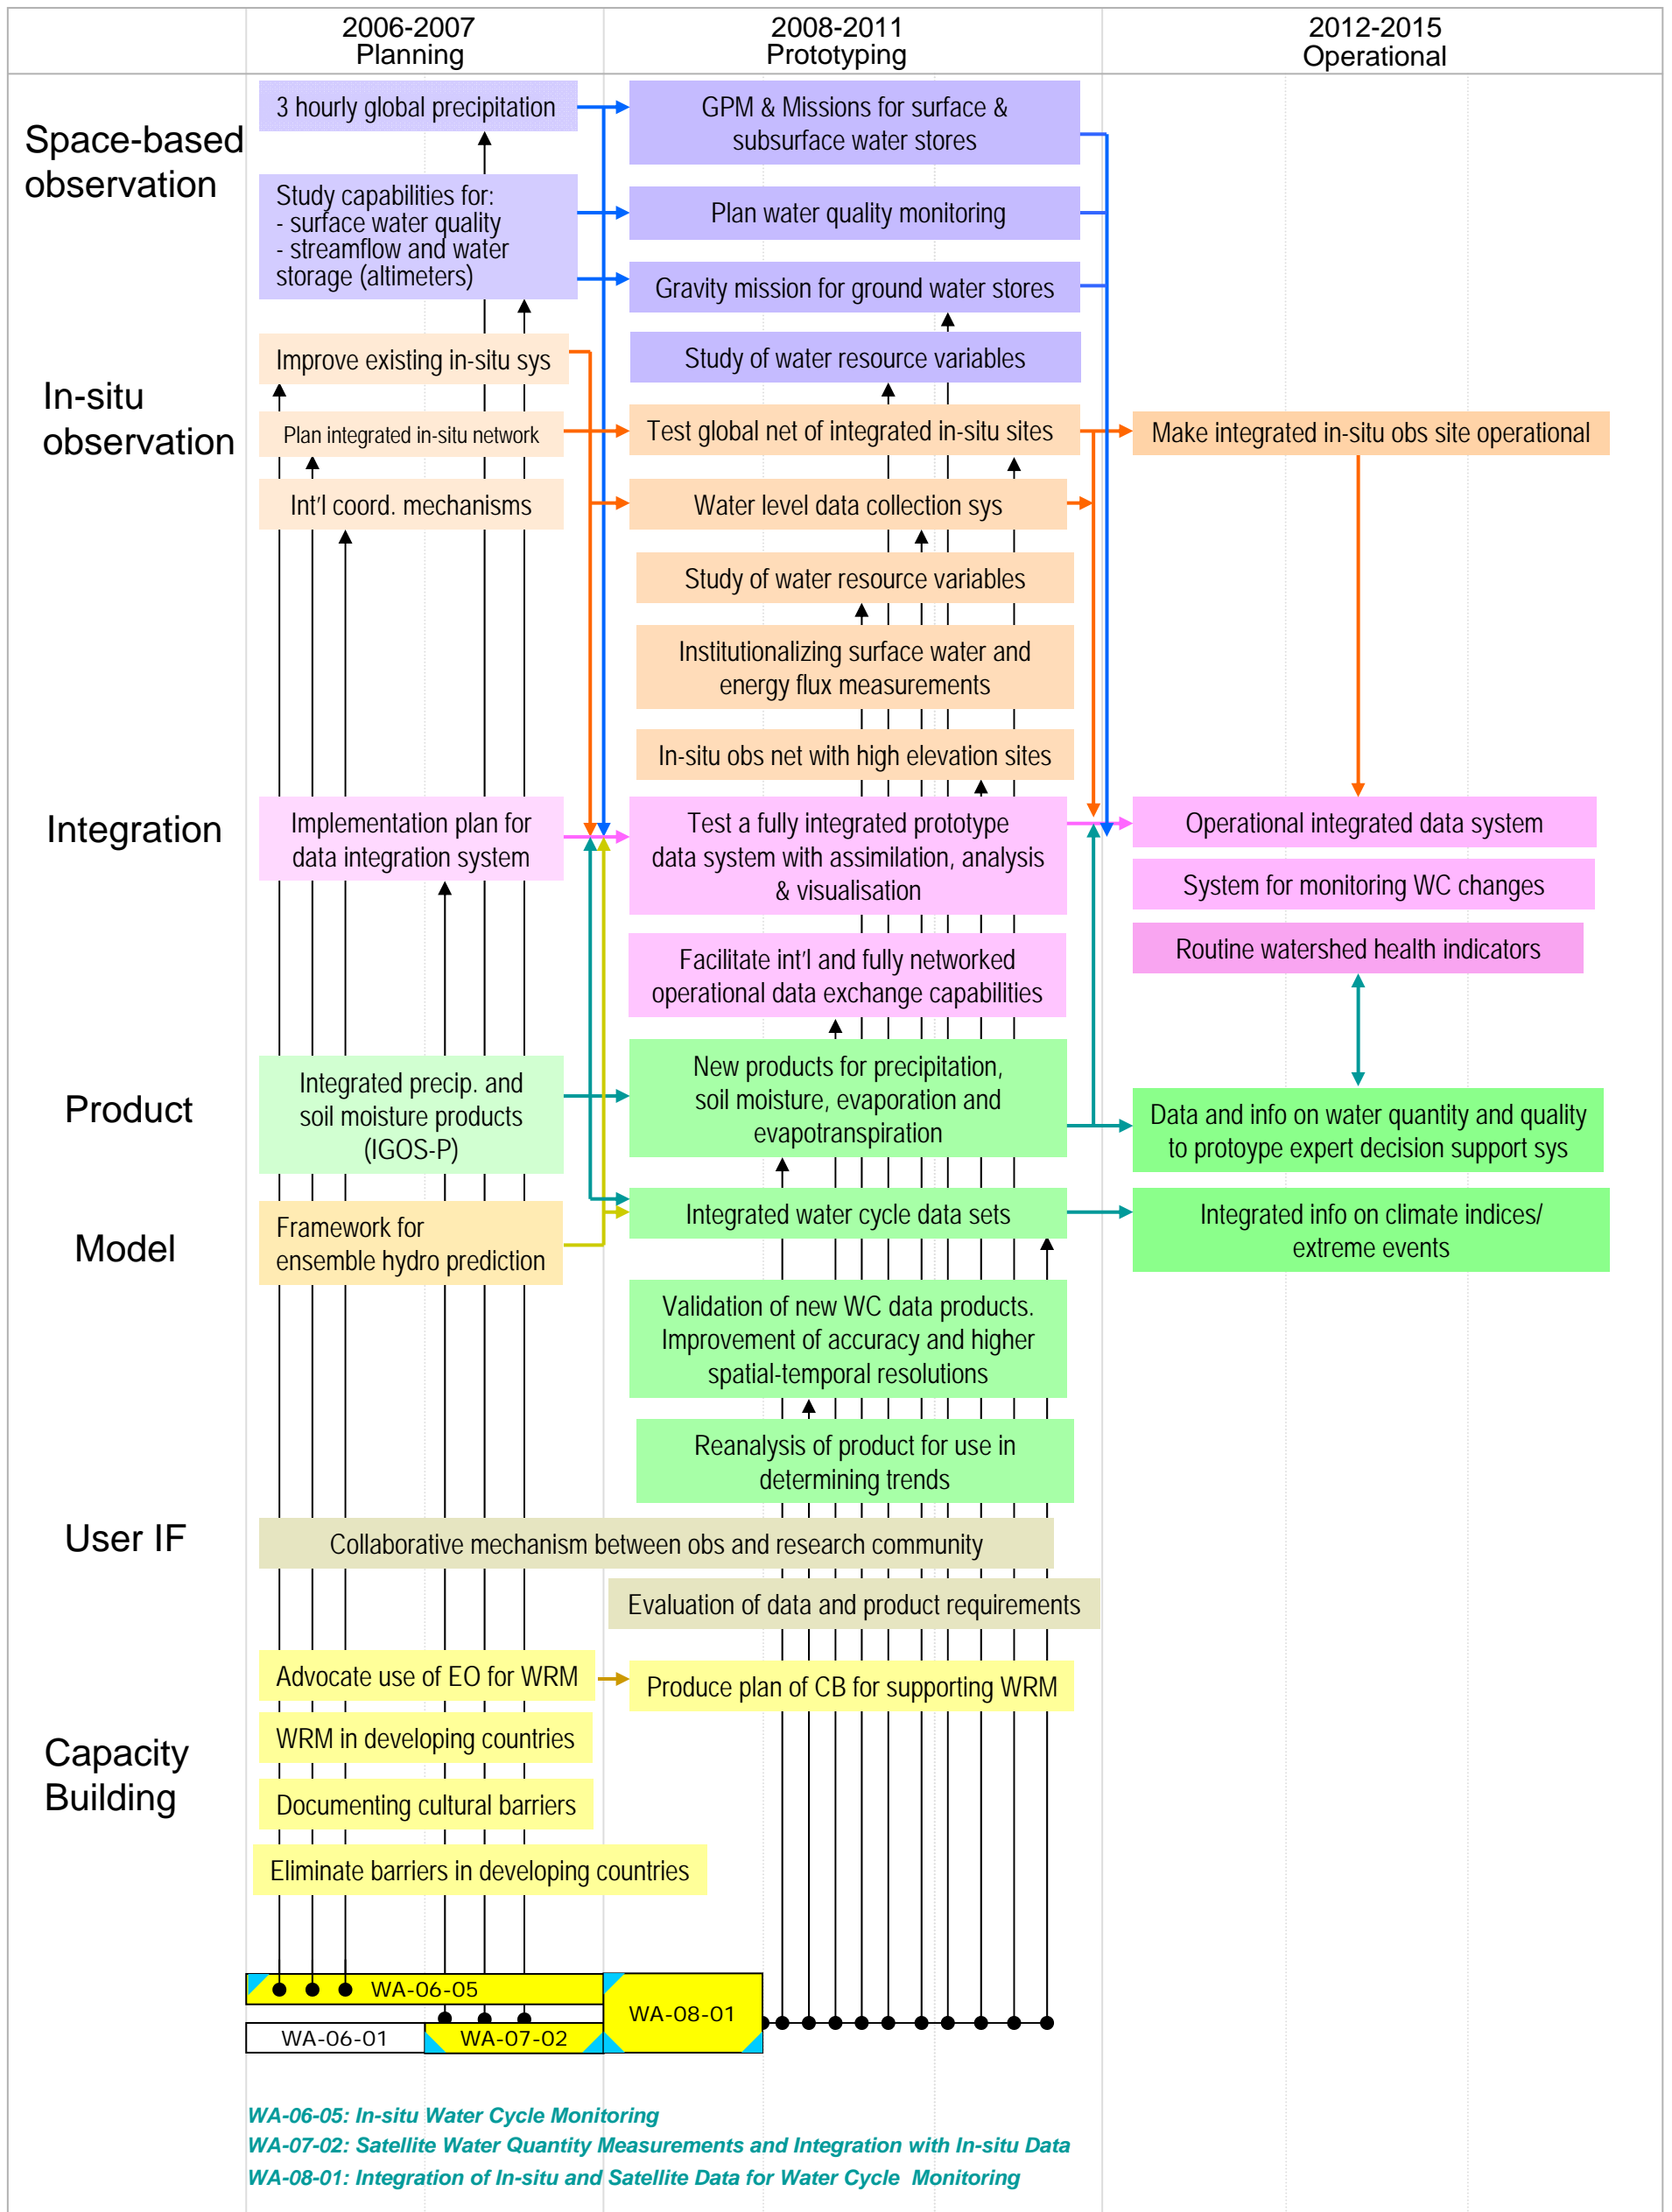 2006-2007
Planning
2008-2011
Prototyping
2012-2015
Operational
Space-based
observation
3 hourly global precipitation
GPM & Missions for surface &
subsurface water stores
Study capabilities for:
- surface water quality
- streamflow and water
storage (altimeters)
Plan water quality monitoring
Gravity mission for ground water stores
Study of water resource variables
In-situ
observation
Improve existing in-situ sys
Plan integrated in-situ network
Test global net of integrated in-situ sites
Make integrated in-situ obs site operational
Int'l coord. mechanisms
Water level data collection sys
Study of water resource variables
Institutionalizing surface water and
energy flux measurements
In-situ obs net with high elevation sites
Integration
Implementation plan for
data integration system
Test a fully integrated prototype
data system with assimilation, analysis
& visualisation
Operational integrated data system
System for monitoring WC changes
Routine watershed health indicators
Facilitate int'l and fully networked
operational data exchange capabilities
Product
Integrated precip. and
soil moisture products
(IGOS-P)
New products for precipitation,
soil moisture, evaporation and
evapotranspiration
Data and info on water quantity and quality
to protoype expert decision support sys
Model
Framework for
ensemble hydro prediction
Integrated water cycle data sets
Integrated info on climate indices/
extreme events
Validation of new WC data products.
Improvement of accuracy and higher
spatial-temporal resolutions
Reanalysis of product for use in
determining trends
User IF
Collaborative mechanism between obs and research community
Evaluation of data and product requirements
Capacity
Building
Advocate use of EO for WRM
Produce plan of CB for supporting WRM
WRM in developing countries
Documenting cultural barriers
Eliminate barriers in developing countries
WA-06-05
WA-08-01
WA-06-01
WA-07-02
WA-06-05: In-situ Water Cycle Monitoring
WA-07-02: Satellite Water Quantity Measurements and Integration with In-situ Data
WA-08-01: Integration of In-situ and Satellite Data for Water Cycle Monitoring